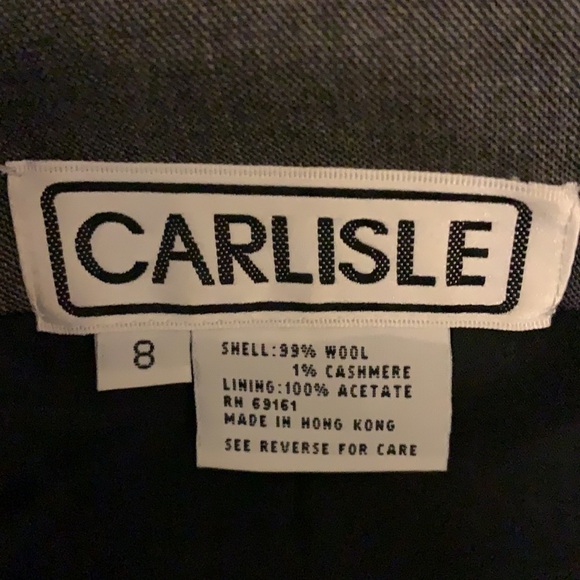 CARLISLE
8
SHELL:99% WOOL
1% CASHMERE
LINING:100% ACETATE
RN 69161
MADE IN HONG KONG
SEE REVERSE FOR CARE